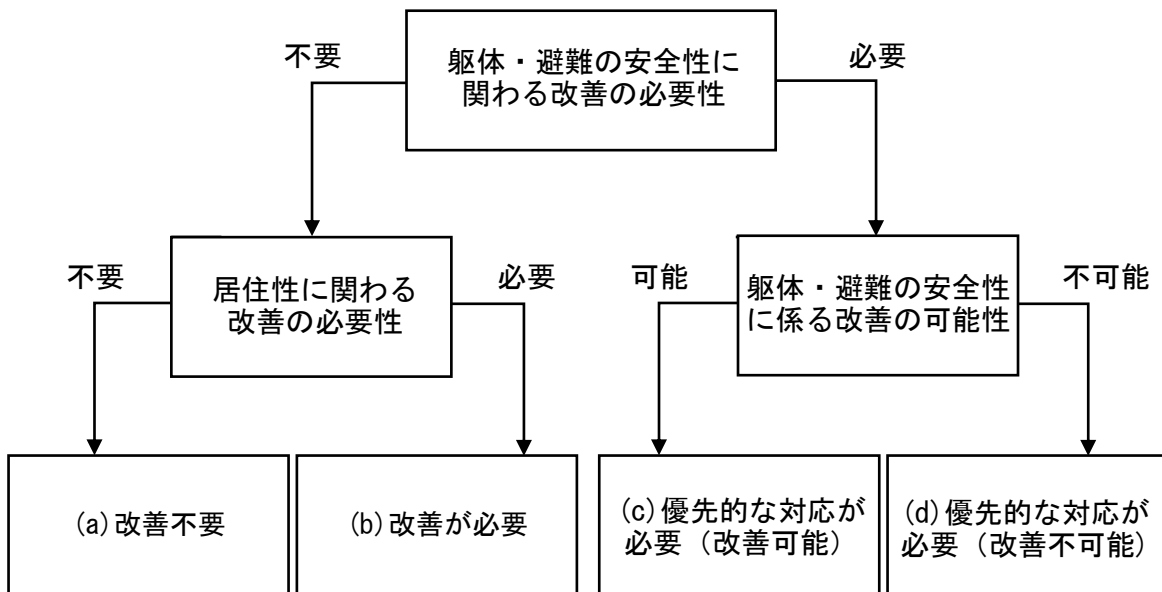 不要
躯体・避難の安全性に
関わる改善の必要性
必要
不要
居住性に関わる
改善の必要性
必要
可能
躯体・避難の安全性
に係る改善の可能性
不可能
(a)改善不要
(b)改善が必要
(c)優先的な対応が
必要（改善可能）
(d)優先的な対応が
必要（改善不可能）